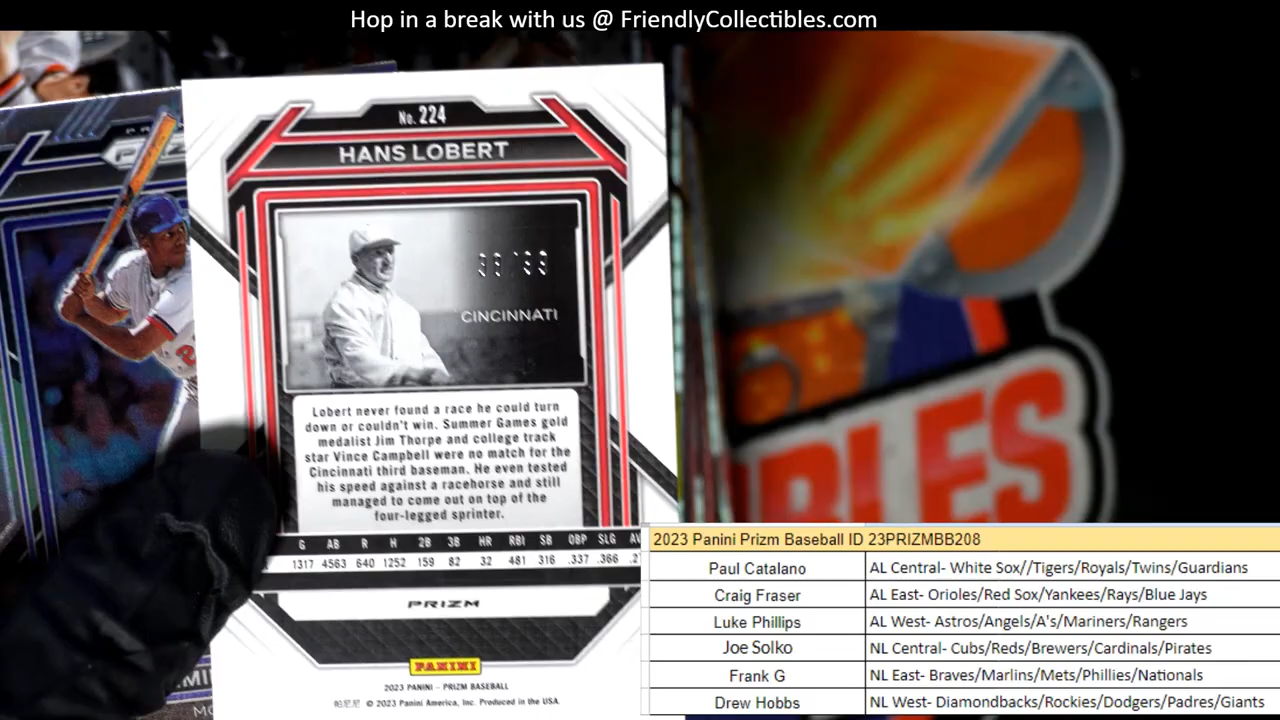 Hop in a break with us @ FriendlyCollectibles.com
No. 224
HANS LOBERT
CINCINNATI
Lobert never found a race he could turn
down or couldn't win. Summer Games gold
medalist Jim Thorpe and college track
star Vince Campbell were no match for the
Cincinnati third baseman. He even tested
his speed against a racehorse and still
managed to come out on top of the
four-legged sprinter.
G AB R H 2B 3B HR RBI SB OBP SLG
1317 4563 640 1252 159 82 32 481 316 .337 .366
PRIZM
PANINI
2023 PANINI - PRIZM BASEBALL
© 2023 Panini America, Inc. Produced in the USA.
BLES
2023 Panini Prizm Baseball ID 23PRIZMBB208
Paul Catalano AL Central- White Sox//Tigers/Royals/Twins/Guardians
Craig Fraser AL East- Orioles/Red Sox/Yankees/Rays/Blue Jays
Luke Phillips AL West- Astros/Angels/A's/Mariners/Rangers
Joe Solko NL Central- Cubs/Reds/Brewers/Cardinals/Pirates
Frank G NL East- Braves/Marlins/Mets/Phillies/Nationals
Drew Hobbs NL West- Diamondbacks/Rockies/Dodgers/Padres/Giants